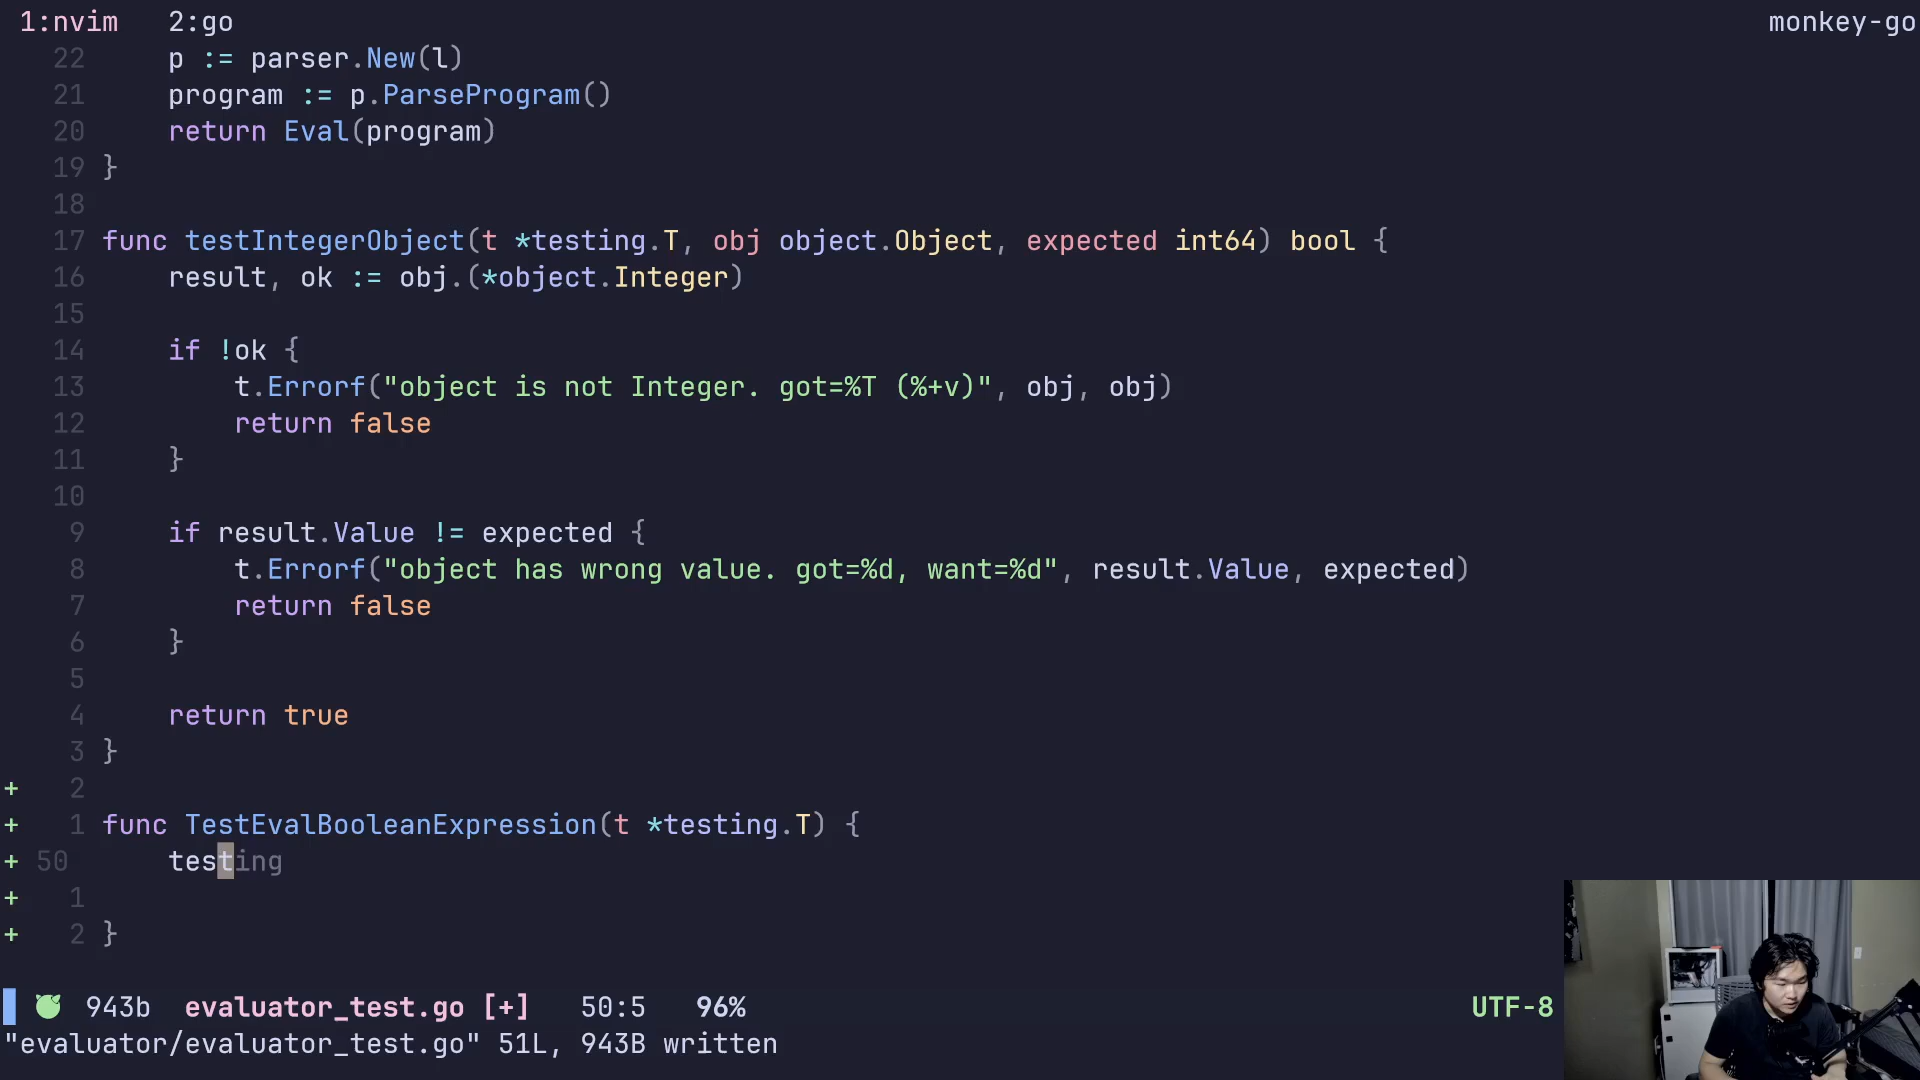 1:nvim 2:go monkey-go
22 p := parser.New(l)
21 program := p.ParseProgram()
20 return Eval(program)
19 }
18
17 func testIntegerObject(t *testing.T, obj object.Object, expected int64) bool {
16 result, ok := obj.(*object.Integer)
15
14 if !ok {
13 t.Errorf("object is not Integer. got=%T (%+v)", obj, obj)
12 return false
11 }
10
9 if result.Value != expected {
8 t.Errorf("object has wrong value. got=%d, want=%d", result.Value, expected)
7 return false
6 }
5
4 return true
3 }
+ 2
+ 1 func TestEvalBooleanExpression(t *testing.T) {
+ 50 testing
+ 1
+ 2 }
943b evaluator_test.go [+] 50:5 96% UTF-8
"evaluator/evaluator_test.go" 51L, 943B written